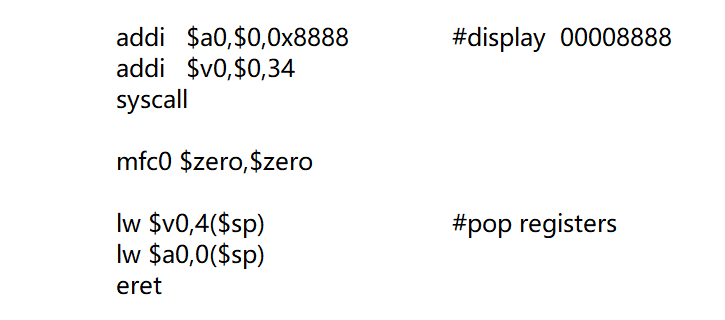 addi $a0,$0,0x8888 #display 00008888
addi $v0,$0,34
syscall
mfc0 $zero,$zero
lw $v0,4($sp) #pop registers
lw $a0,0($sp)
eret